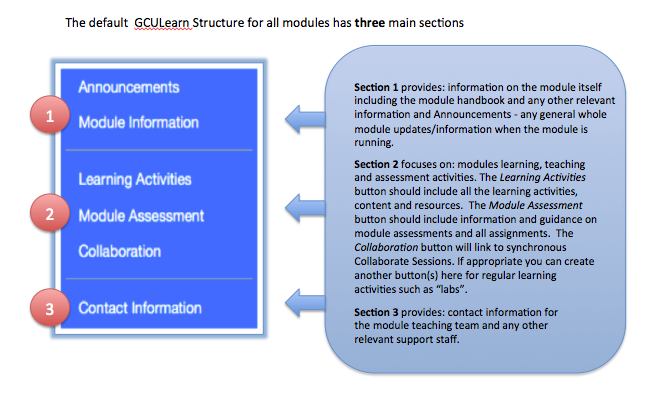 The default GCULearn Structure for all modules has three main sections
1
Announcements
Module Information
2
Learning Activities
Module Assessment
Collaboration
3
Contact Information
Section 1 provides: information on the module itself
including the module handbook and any other relevant
information and Announcements - any general whole
module updates/information when the module is
running.
Section 2 focuses on: modules learning, teaching
and assessment activities. The Learning Activities
button should include all the learning activities,
content and resources. The Module Assessment
button should include information and guidance on
module assessments and all assignments. The
Collaboration button will link to synchronous
Collaborate Sessions. If appropriate you can create
another button(s) here for regular learning
activities such as “labs”.
Section 3 provides: contact information for
the module teaching team and any other
relevant support staff.